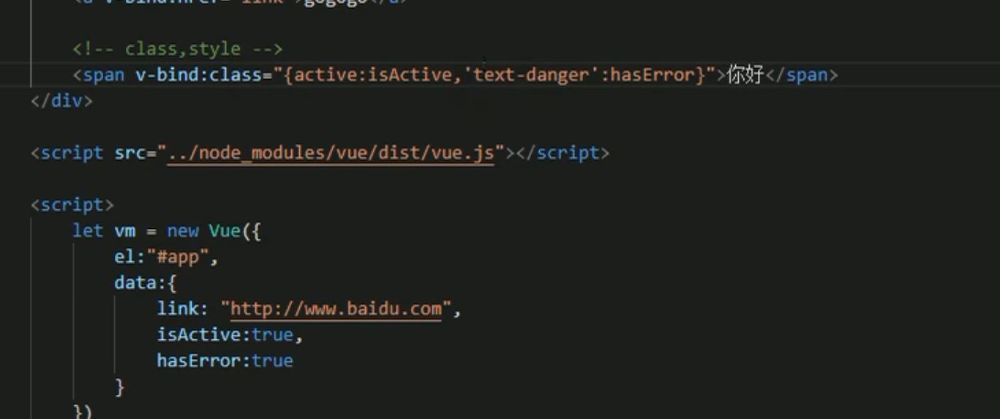 <a v-bind:href="link">gogogo</a>
<!-- class,style -->
<span v-bind:class="{active:isActive,'text-danger':hasError}">你好</span>
</div>
<script src="../node_modules/vue/dist/vue.js"></script>
<script>
let vm = new Vue({
el:"#app",
data:{
link: "http://www.baidu.com",
isActive:true,
hasError:true
}
})